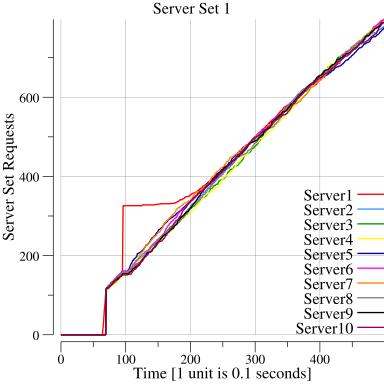 Server Set 1
Server Set Requests
600
400
200
0
Server1
Server2
Server3
Server4
Server5
Server6
Server7
Server8
Server9
Server10
0 100 200 300 400
Time [1 unit is 0.1 seconds]